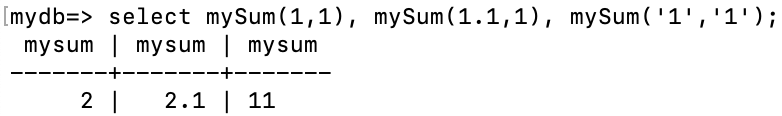 mydb=> select mySum(1,1), mySum(1.1,1), mySum('1','1');
 mysum | mysum | mysum
-------+-------+-------
     2 |   2.1 | 11